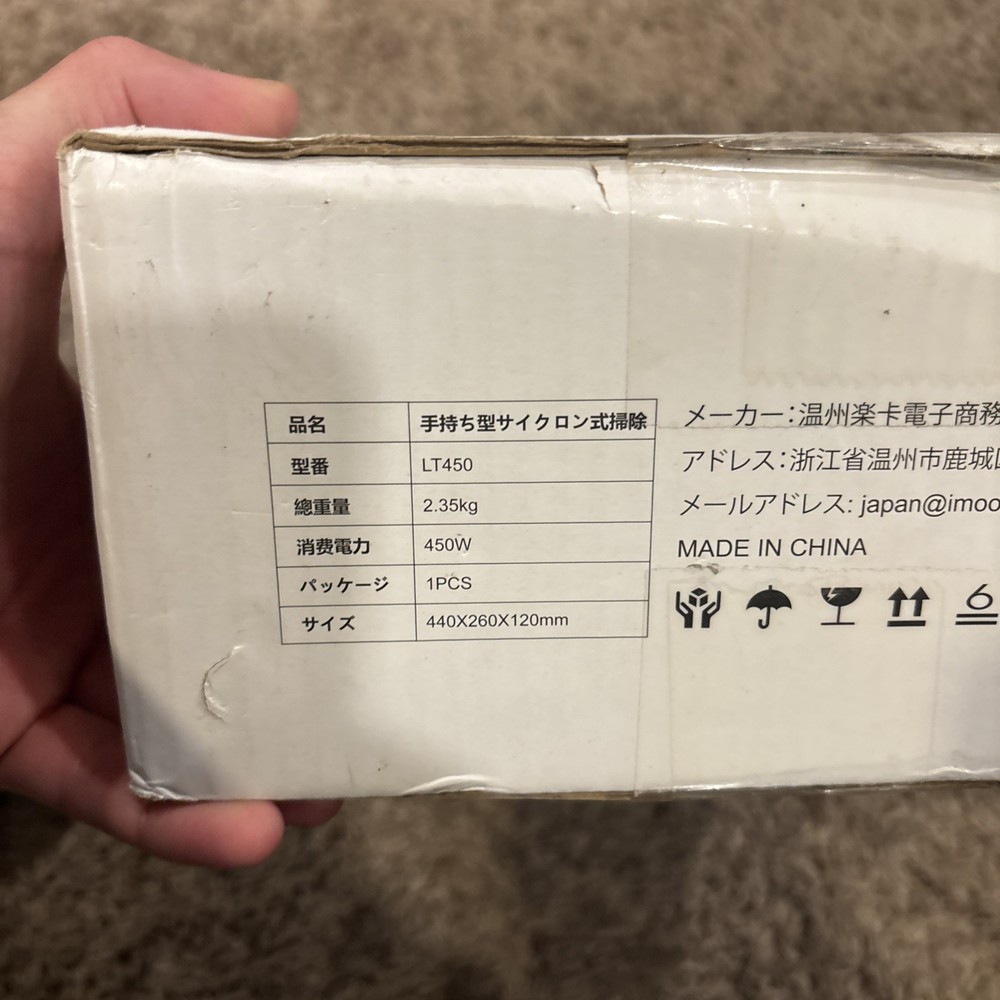 品名 手持ち型サイクロン式掃除
型番 LT450
總重量 2.35kg
消费電力 450W
パッケージ 1PCS
サイズ 440X260X120mm
メーカー：温州楽卡電子商務
アドレス：浙江省温州市鹿城
メールアドレス: japan@imoo
MADE IN CHINA
6